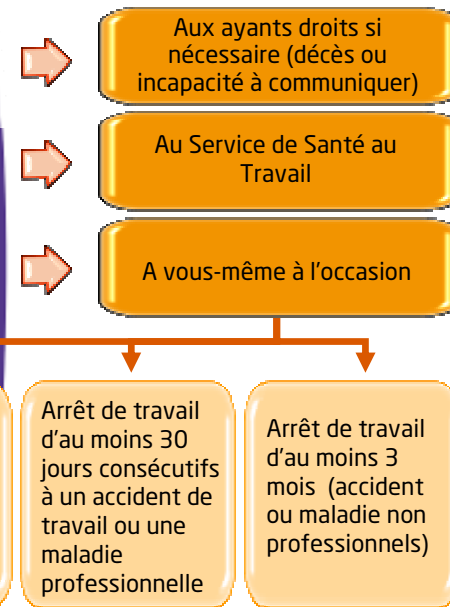 Aux ayants droits si
nécessaire (décès ou
incapacité à communiquer)
Au Service de Santé au
Travail
A vous-même à l'occasion
Arrêt de travail
d'au moins 30
jours consécutifs
à un accident de
travail ou une
maladie
professionnelle
Arrêt de travail
d'au moins 3
mois (accident
ou maladie non
professionnels)